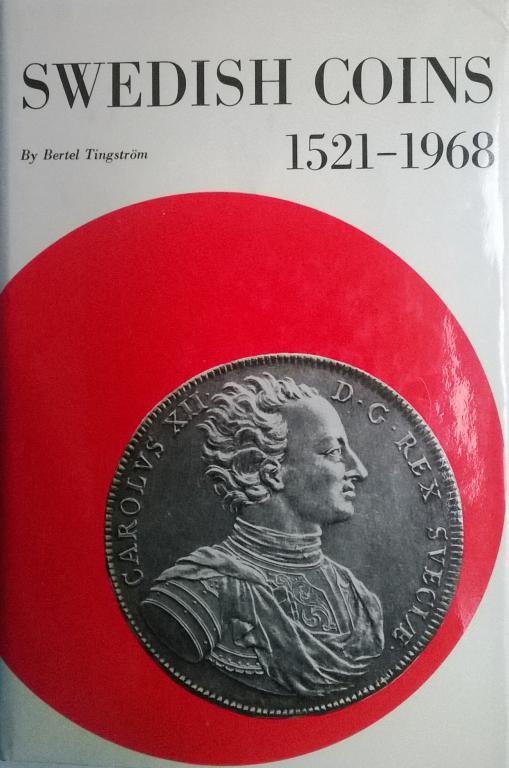 SWEDISH COINS
1521-1968
By Bertel Tingström
CAROLVS XII· D·G·REX SVECIÆ